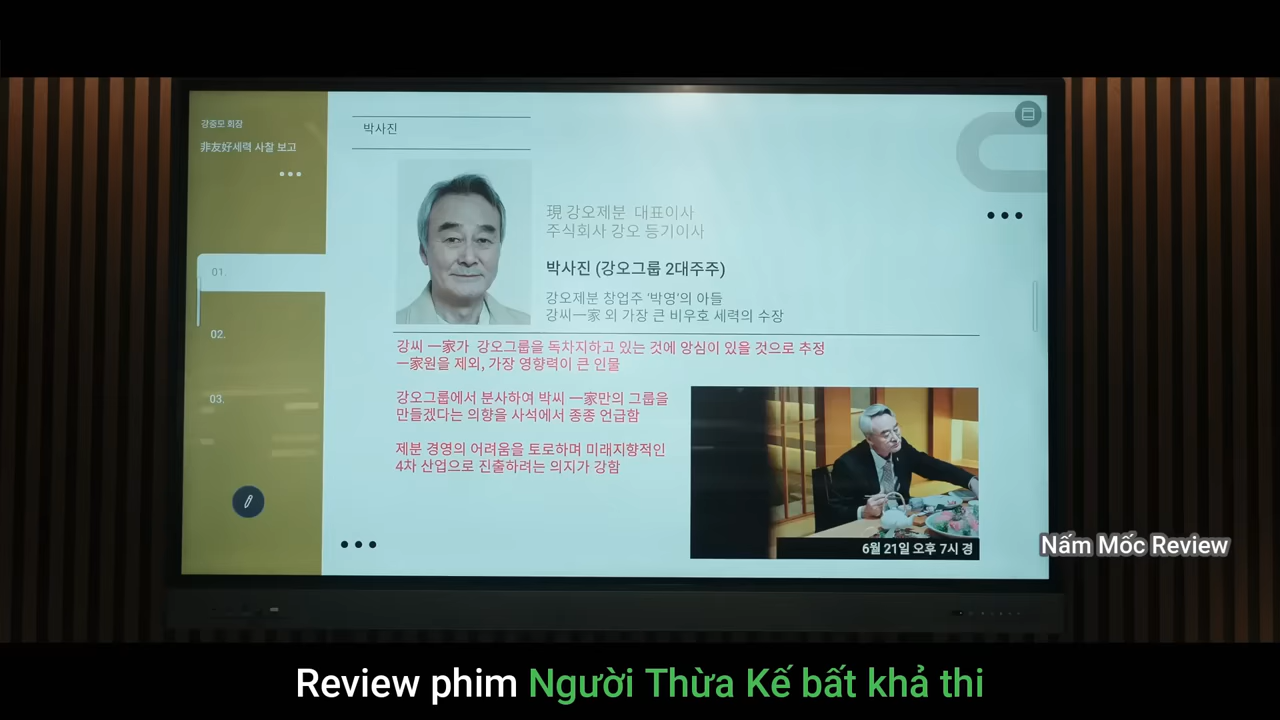 강중모 회장
非友好세력 사찰 보고
01.
02.
03.
박사진
現 강오제분 대표이사
주식회사 강오 등기이사
박사진 (강오그룹 2대주주)
강오제분 창업주 '박영'의 아들
강씨一家 외 가장 큰 비우호 세력의 수장
강씨 一家가 강오그룹을 독차지하고 있는 것에 앙심이 있을 것으로 추정
一家원을 제외, 가장 영향력이 큰 인물
강오그룹에서 분사하여 박씨 一家만의 그룹을
만들겠다는 의향을 사석에서 종종 언급함
제분 경영의 어려움을 토로하며 미래지향적인
4차 산업으로 진출하려는 의지가 강함
6월 21일 오후 7시 경
Nấm Mốc Review
Review phim Người Thừa Kế bất khả thi